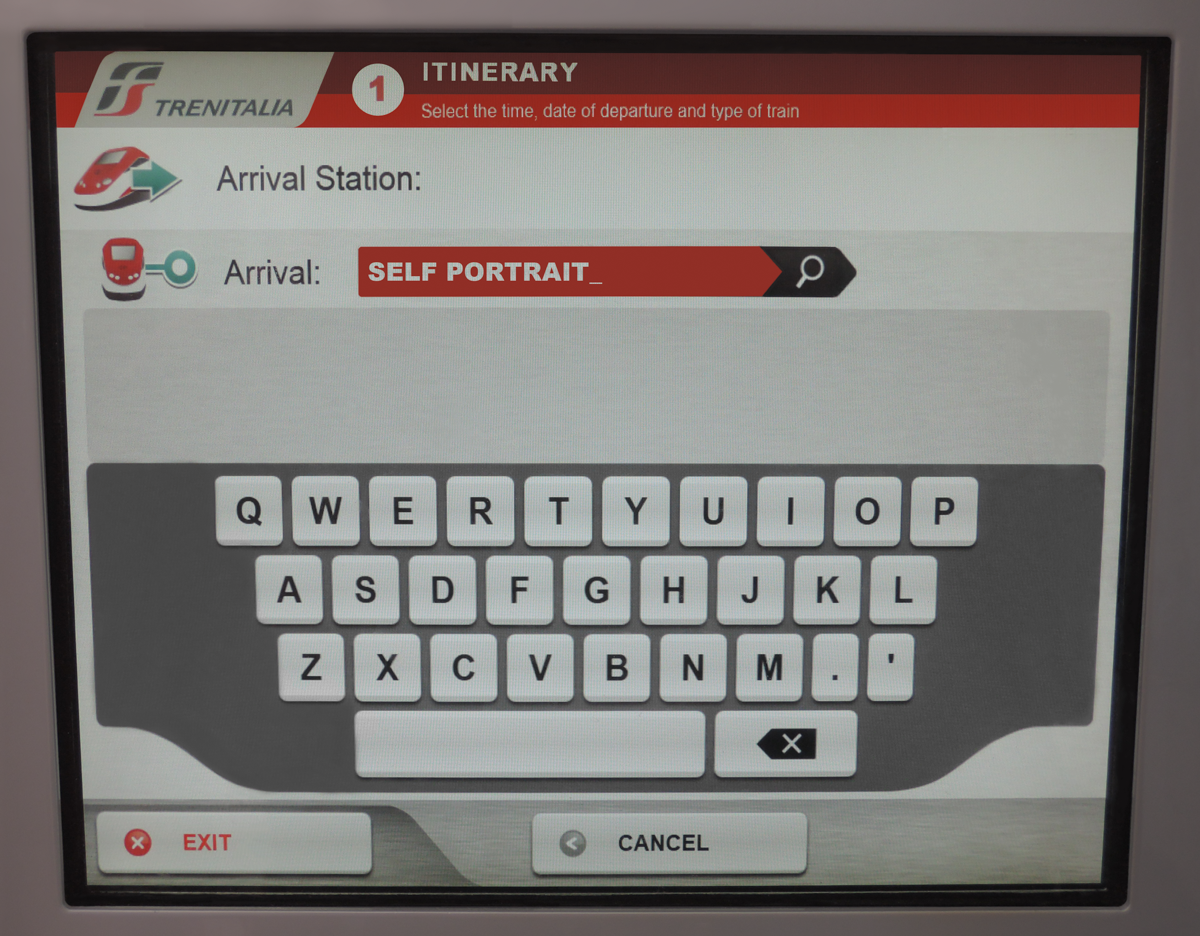 TRENITALIA
1
ITINERARY
Select the time, date of departure and type of train
Arrival Station:
Arrival: SELF PORTRAIT_
Q W E R T Y U I O P
A S D F G H J K L
Z X C V B N M . '
EXIT
CANCEL